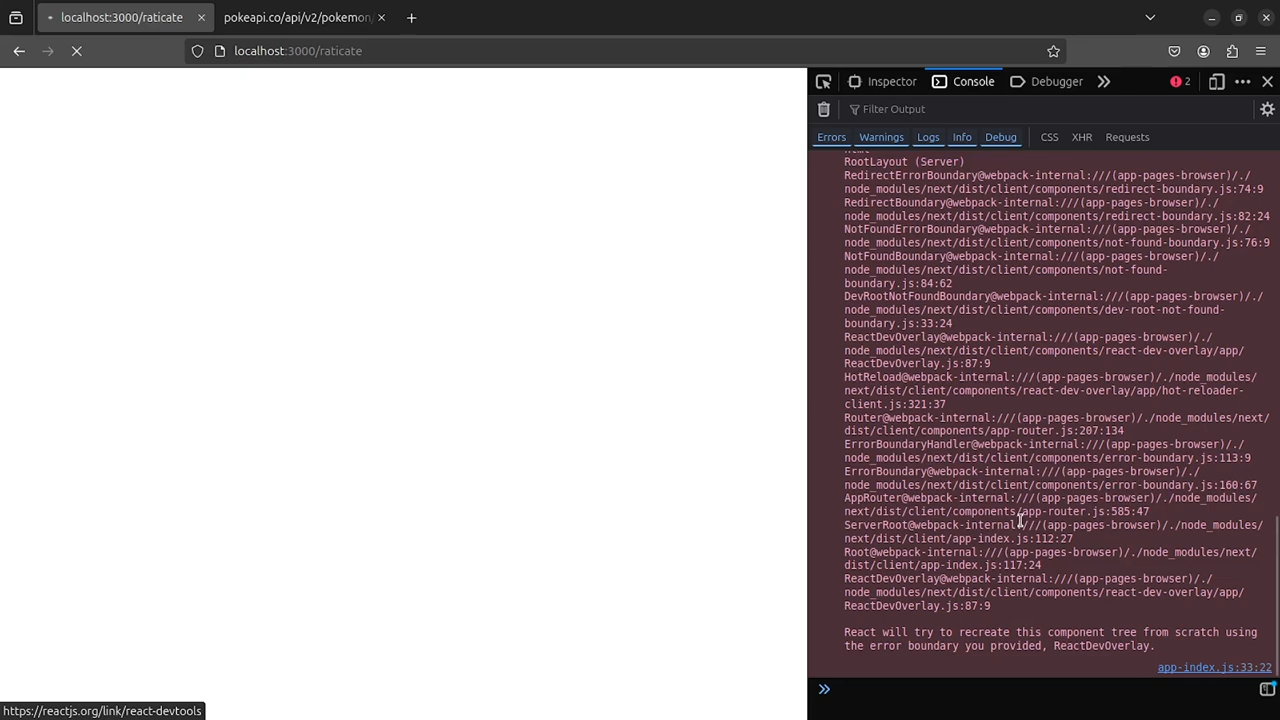 localhost:3000/raticate
pokeapi.co/api/v2/pokemon/
localhost:3000/raticate
Inspector
Console
Debugger
2
Filter Output
Errors
Warnings
Logs
Info
Debug
CSS
XHR
Requests
RootLayout (Server)
RedirectErrorBoundary@webpack-internal:///(app-pages-browser)/./
node_modules/next/dist/client/components/redirect-boundary.js:74:9
RedirectBoundary@webpack-internal:///(app-pages-browser)/./
node_modules/next/dist/client/components/redirect-boundary.js:82:24
NotFoundErrorBoundary@webpack-internal:///(app-pages-browser)/./
node_modules/next/dist/client/components/not-found-boundary.js:76:9
NotFoundBoundary@webpack-internal:///(app-pages-browser)/./
node_modules/next/dist/client/components/not-found-
boundary.js:84:62
DevRootNotFoundBoundary@webpack-internal:///(app-pages-browser)/./
node_modules/next/dist/client/components/dev-root-not-found-
boundary.js:33:24
ReactDevOverlay@webpack-internal:///(app-pages-browser)/./
node_modules/next/dist/client/components/react-dev-overlay/app/
ReactDevOverlay.js:87:9
HotReload@webpack-internal:///(app-pages-browser)/./node_modules/
next/dist/client/components/react-dev-overlay/app/hot-reloader-
client.js:321:37
Router@webpack-internal:///(app-pages-browser)/./node_modules/next/
dist/client/components/app-router.js:207:134
ErrorBoundaryHandler@webpack-internal:///(app-pages-browser)/./
node_modules/next/dist/client/components/error-boundary.js:113:9
ErrorBoundary@webpack-internal:///(app-pages-browser)/./
node_modules/next/dist/client/components/error-boundary.js:160:67
AppRouter@webpack-internal:///(app-pages-browser)/./node_modules/
next/dist/client/components/app-router.js:585:47
ServerRoot@webpack-internal:///(app-pages-browser)/./node_modules/
next/dist/client/app-index.js:112:27
Root@webpack-internal:///(app-pages-browser)/./node_modules/next/
dist/client/app-index.js:117:24
ReactDevOverlay@webpack-internal:///(app-pages-browser)/./
node_modules/next/dist/client/components/react-dev-overlay/app/
ReactDevOverlay.js:87:9
React will try to recreate this component tree from scratch using
the error boundary you provided, ReactDevOverlay.
app-index.js:33:22
https://reactjs.org/link/react-devtools